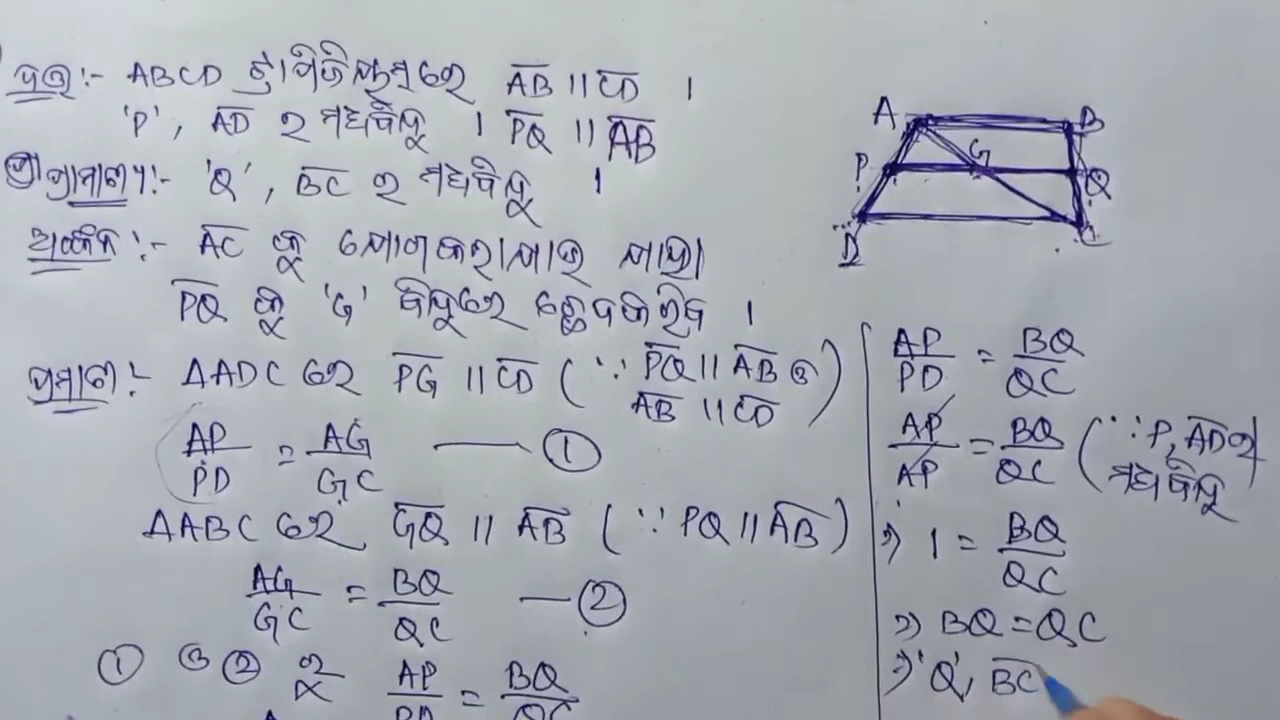 ଦତ୍ତ :- ABCD ଟ୍ରାପିଜିୟମ୍‌ରେ AB || CD ।
'P', AD ର ମଧ୍ୟବିନ୍ଦୁ । PQ || AB
ପ୍ରାମାଣ୍ୟ :- 'Q', BC ର ମଧ୍ୟବିନ୍ଦୁ ।
ଅଙ୍କନ :- AC କୁ ଯୋଗ କରାଯାଉ ଯାହା
PQ କୁ 'G' ବିନ୍ଦୁରେ ଛେଦ କରିବ ।
ପ୍ରମାଣ :- ΔADC ରେ PG || CD (∵ PQ || AB ଓ
AB || CD)
AP/PD = AG/GC —— ①
ΔABC ରେ GQ || AB (∵ PQ || AB)
AG/GC = BQ/QC — ②
① ଓ ② ରୁ AP/PD = BQ/QC
A B
P G Q
D C
AP/PD = BQ/QC
AP/AP = BQ/QC (∵ P, AD ର
ମଧ୍ୟବିନ୍ଦୁ)
⇒ 1 = BQ/QC
⇒ BQ = QC
⇒ 'Q', BC